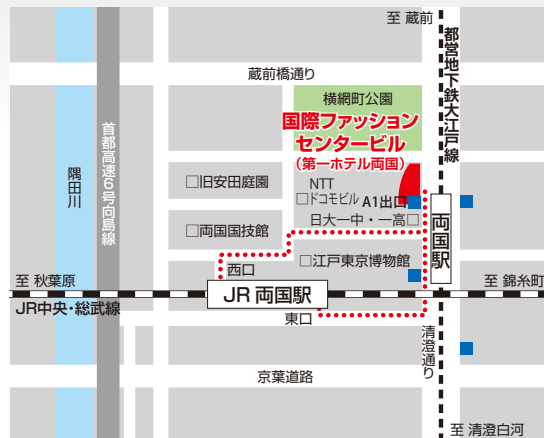 至 蔵前
都営地下鉄大江戸線
蔵前橋通り
横網町公園
国際ファッション
センタービル
(第一ホテル両国)
首都高速6号向島線
隅田川
□旧安田庭園
NTT
□ドコモビル
A1出口
□両国国技館
日大一中・一高□
両国駅
西口
□江戸東京博物館
至 秋葉原
至 錦糸町
JR 両国駅
JR中央・総武線
東口
清澄通り
京葉道路
至 清澄白河